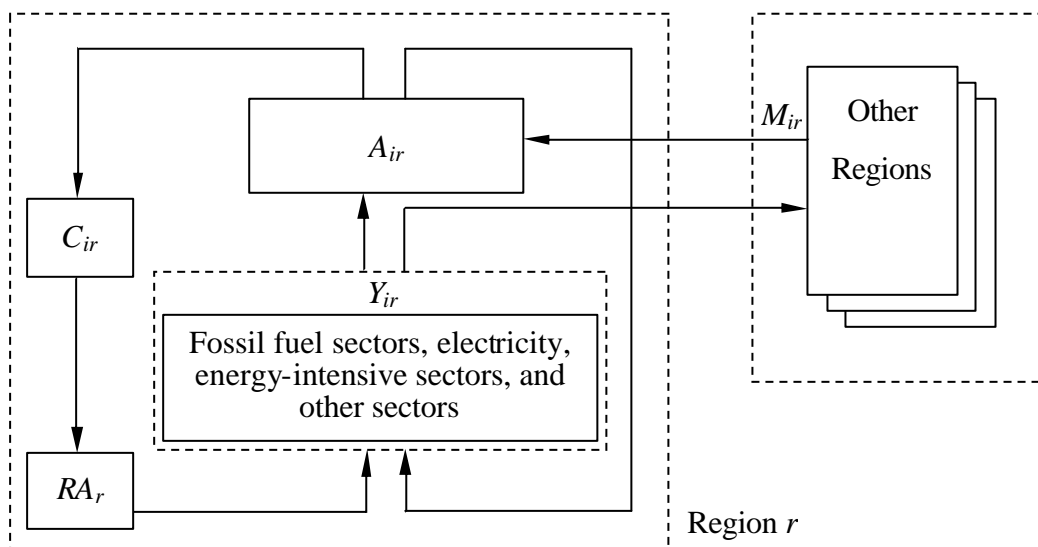 A_ir
M_ir
Other
Regions
C_ir
Y_ir
Fossil fuel sectors, electricity,
energy-intensive sectors, and
other sectors
RA_r
Region r